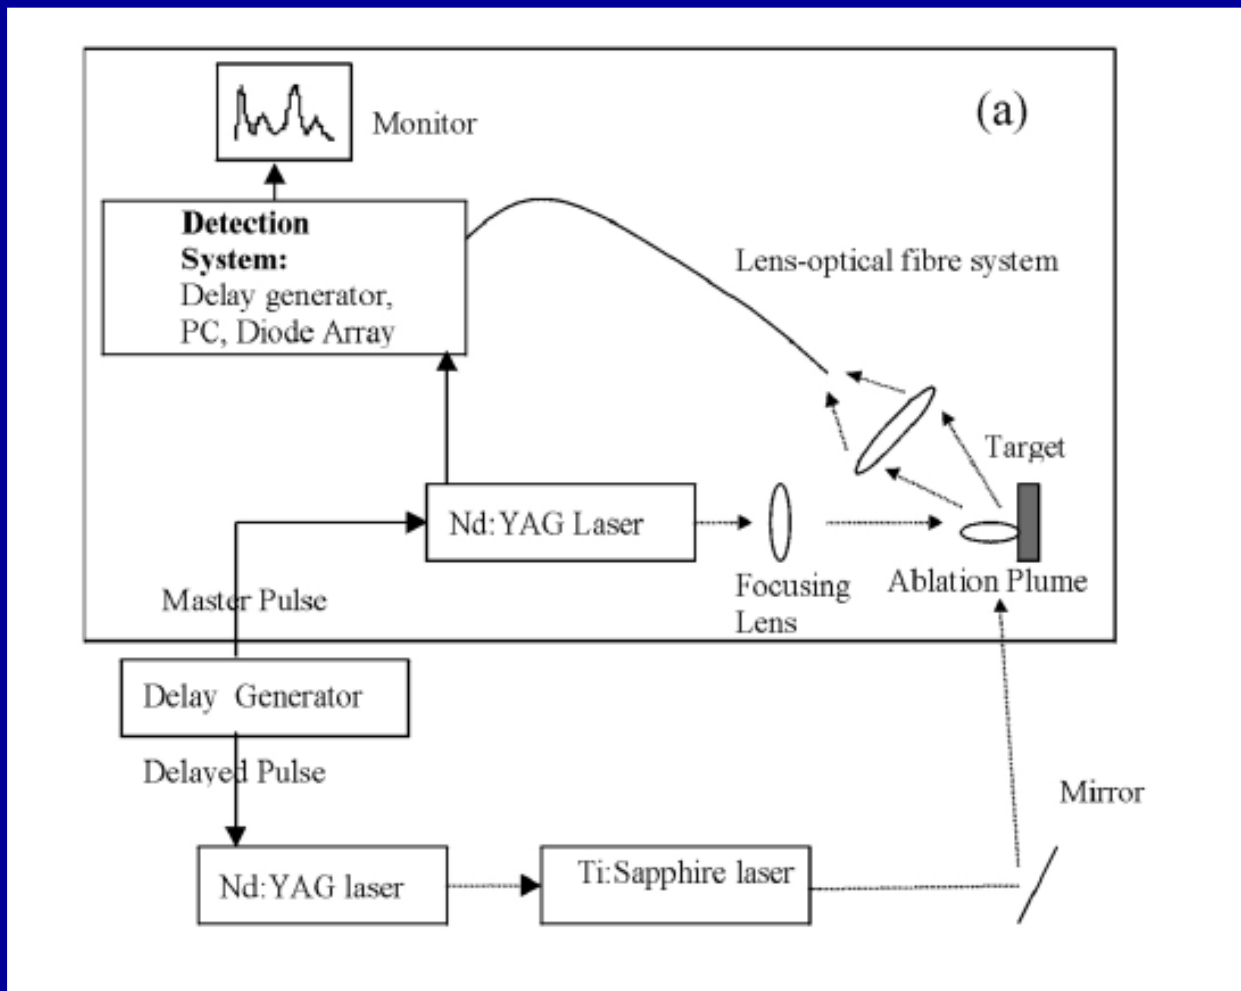 (a)
Monitor
Detection
System:
Delay generator,
PC, Diode Array
Lens-optical fibre system
Target
Nd:YAG Laser
Focusing
Lens
Ablation Plume
Master Pulse
Delay Generator
Delayed Pulse
Mirror
Nd:YAG laser
Ti:Sapphire laser